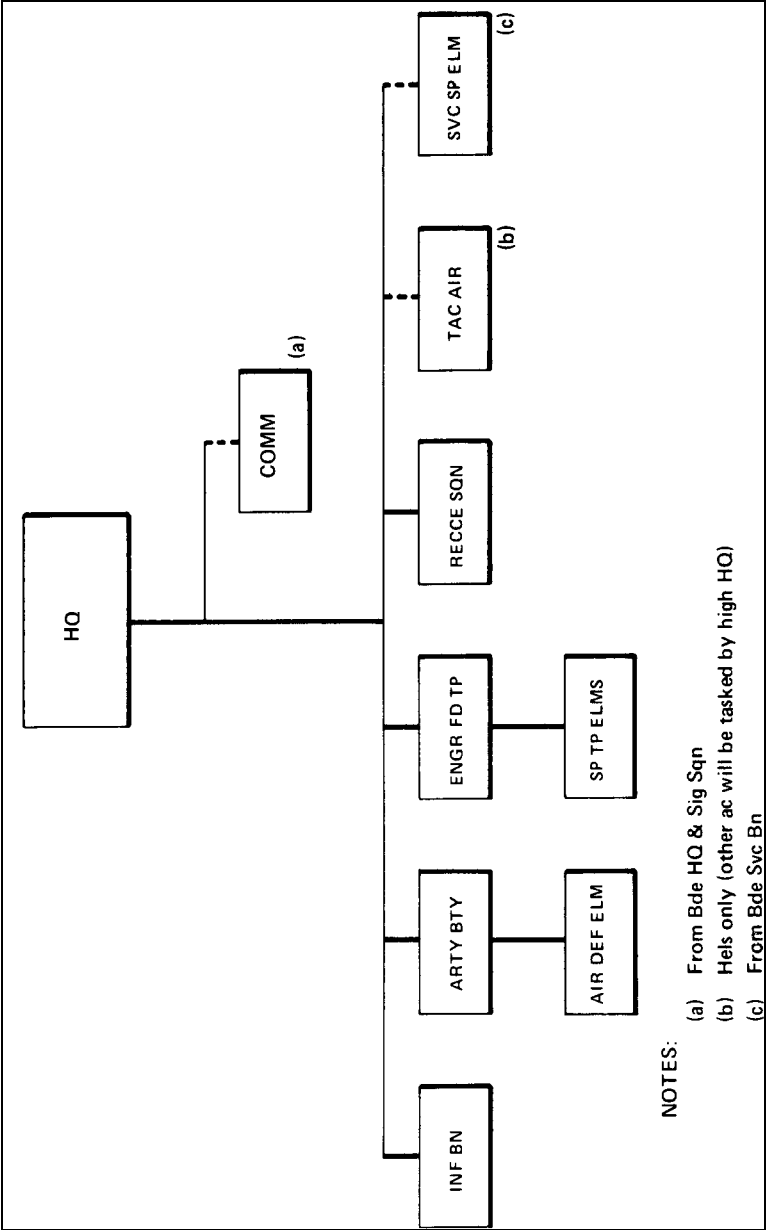 HQ
COMM
(a)
INF BN
ARTY BTY
ENGR FD TP
RECCE SQN
TAC AIR
(b)
SVC SP ELM
(c)
AIR DEF ELM
SP TP ELMS
NOTES:
(a) From Bde HQ & Sig Sqn
(b) Hels only (other ac will be tasked by high HQ)
(c) From Bde Svc Bn